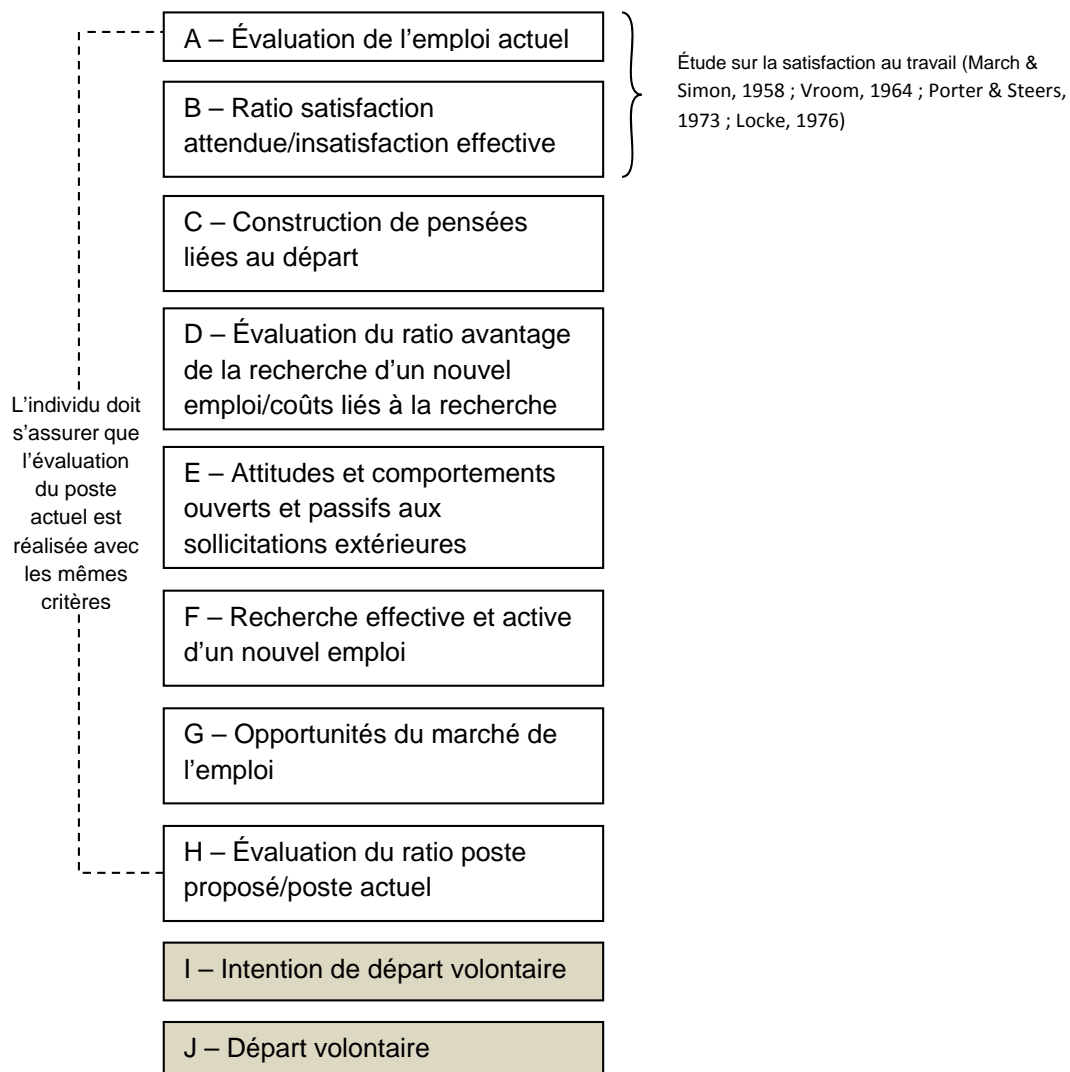 A – Évaluation de l’emploi actuel
B – Ratio satisfaction
attendue/insatisfaction effective
Étude sur la satisfaction au travail (March &
Simon, 1958 ; Vroom, 1964 ; Porter & Steers,
1973 ; Locke, 1976)
C – Construction de pensées
liées au départ
D – Évaluation du ratio avantage
de la recherche d’un nouvel
emploi/coûts liés à la recherche
L’individu doit
s’assurer que
l’évaluation
du poste
actuel est
réalisée avec
les mêmes
critères
E – Attitudes et comportements
ouverts et passifs aux
sollicitations extérieures
F – Recherche effective et active
d’un nouvel emploi
G – Opportunités du marché de
l’emploi
H – Évaluation du ratio poste
proposé/poste actuel
I – Intention de départ volontaire
J – Départ volontaire